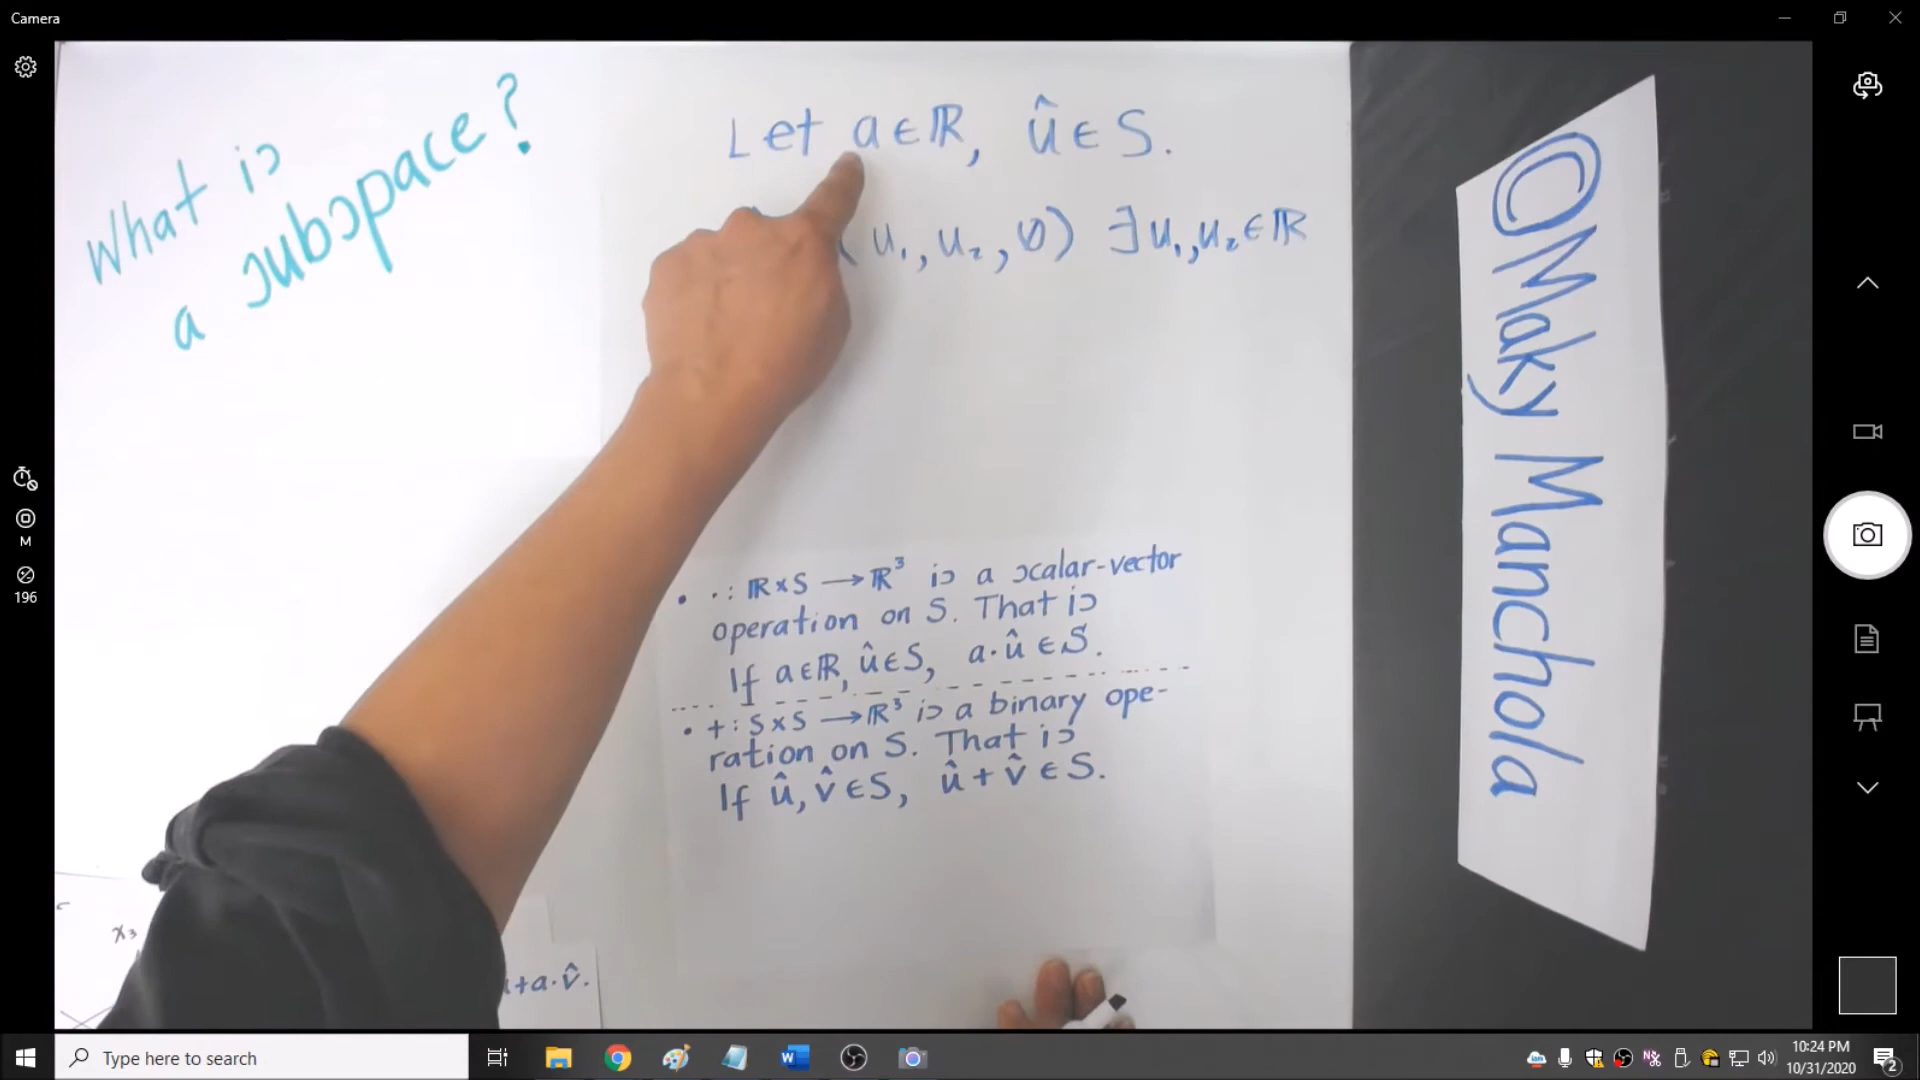 Camera
What is
a subspace?
Let a∈ℝ, û∈S.
(u₁, u₂, 0) ∃u₁,u₂∈ℝ
• ·: ℝ×S → ℝ³ is a scalar-vector
operation on S. That is
If a∈ℝ, û∈S, a·û∈S.
• +: S×S → ℝ³ is a binary ope-
ration on S. That is
If û, v̂∈S, û+v̂∈S.
x₃
+a·v̂.
©Maky Manchola
M
196
Type here to search
10:24 PM
10/31/2020
2